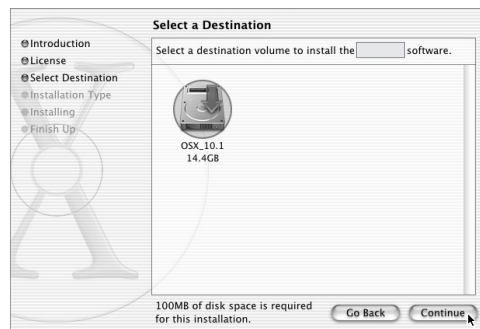 Select a Destination
Introduction
License
Select Destination
Installation Type
Installing
Finish Up
Select a destination volume to install the software.
OSX_10.1
14.4GB
100MB of disk space is required
for this installation.
Go Back
Continue